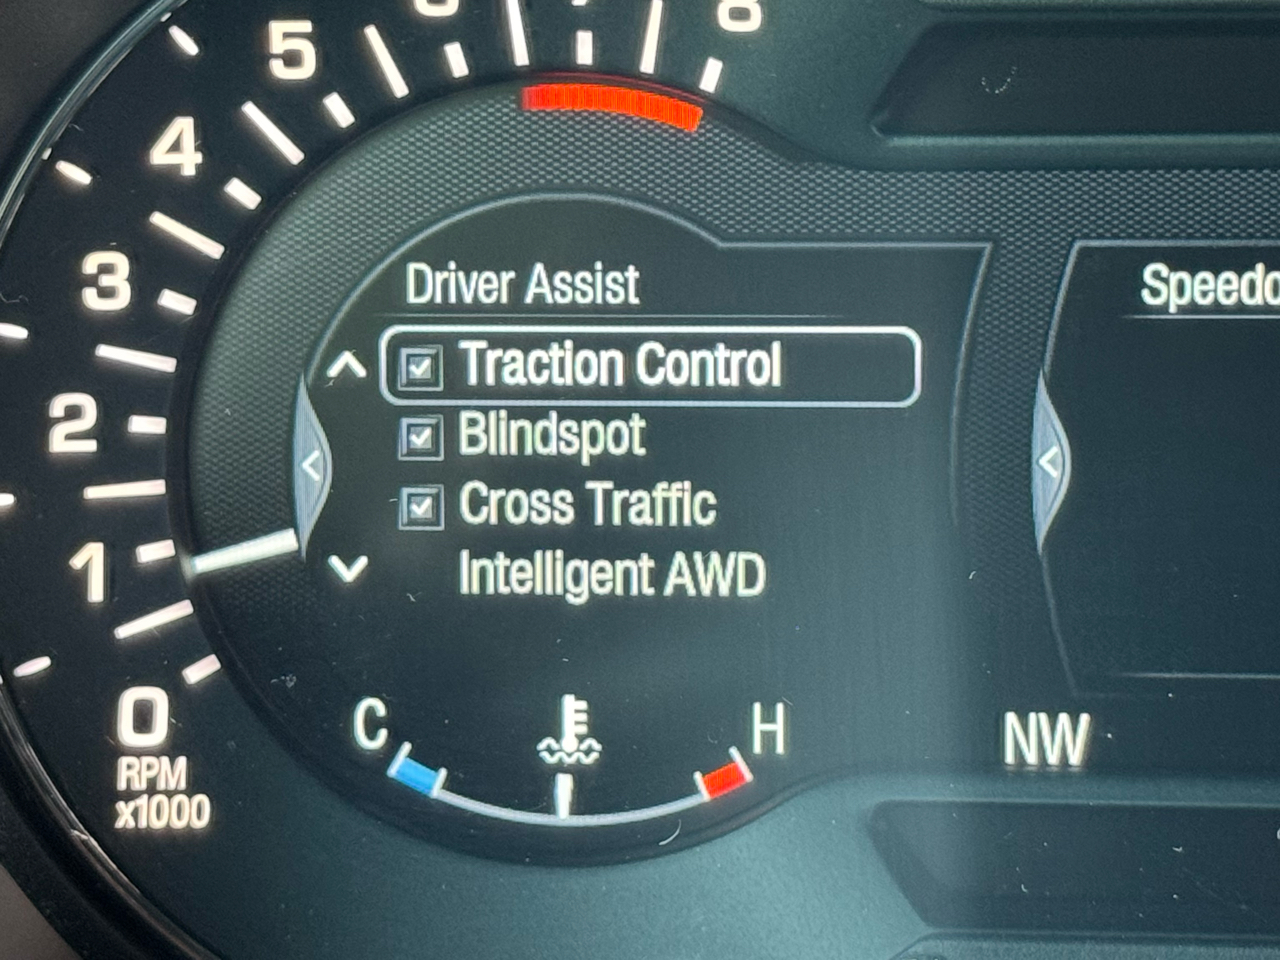 8
5
4
3
2
1
0
RPM
x1000
Driver Assist
Traction Control
Blindspot
Cross Traffic
Intelligent AWD
C
H
NW